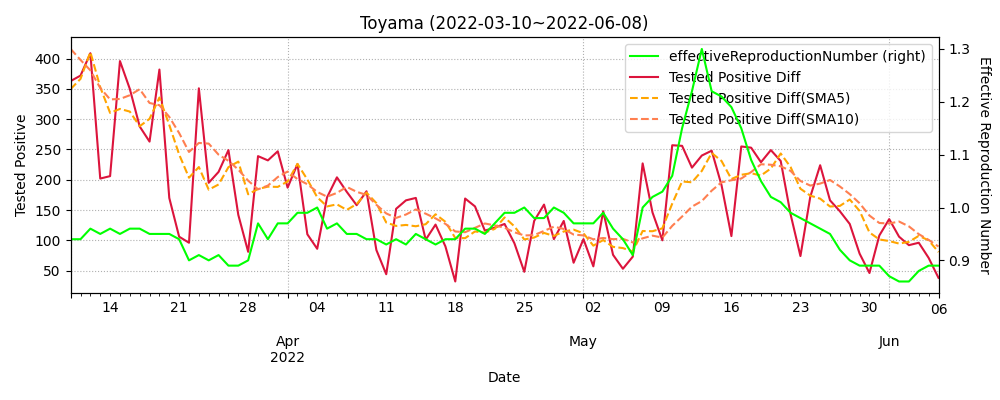 Toyama (2022-03-10~2022-06-08)
effectiveReproductionNumber (right)
Tested Positive Diff
Tested Positive Diff(SMA5)
Tested Positive Diff(SMA10)
Tested Positive
400
350
300
250
200
150
100
50
Effective Reproduction Number
1.3
1.2
1.1
1.0
0.9
14 21 28 04 11 18 25 02 09 16 23 30 06
Apr May Jun
2022
Date